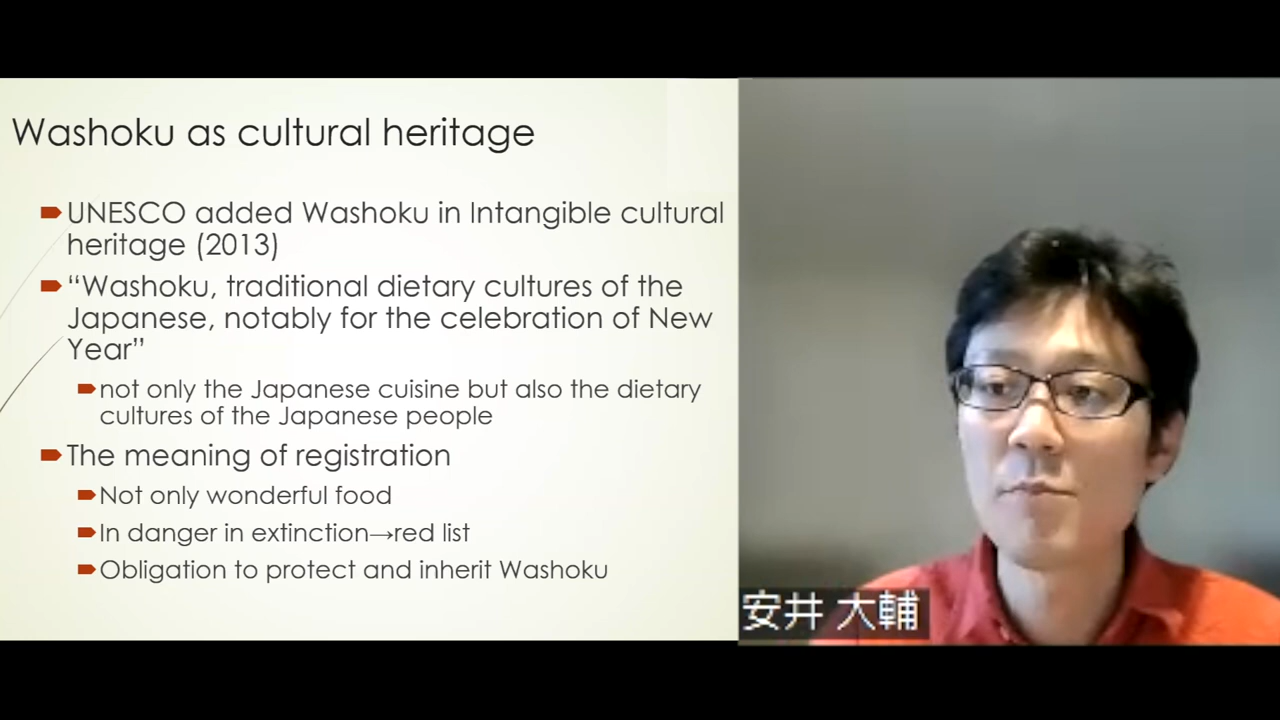 Washoku as cultural heritage
UNESCO added Washoku in Intangible cultural
heritage (2013)
“Washoku, traditional dietary cultures of the
Japanese, notably for the celebration of New
Year”
not only the Japanese cuisine but also the dietary
cultures of the Japanese people
The meaning of registration
Not only wonderful food
In danger in extinction→red list
Obligation to protect and inherit Washoku
安井 大輔